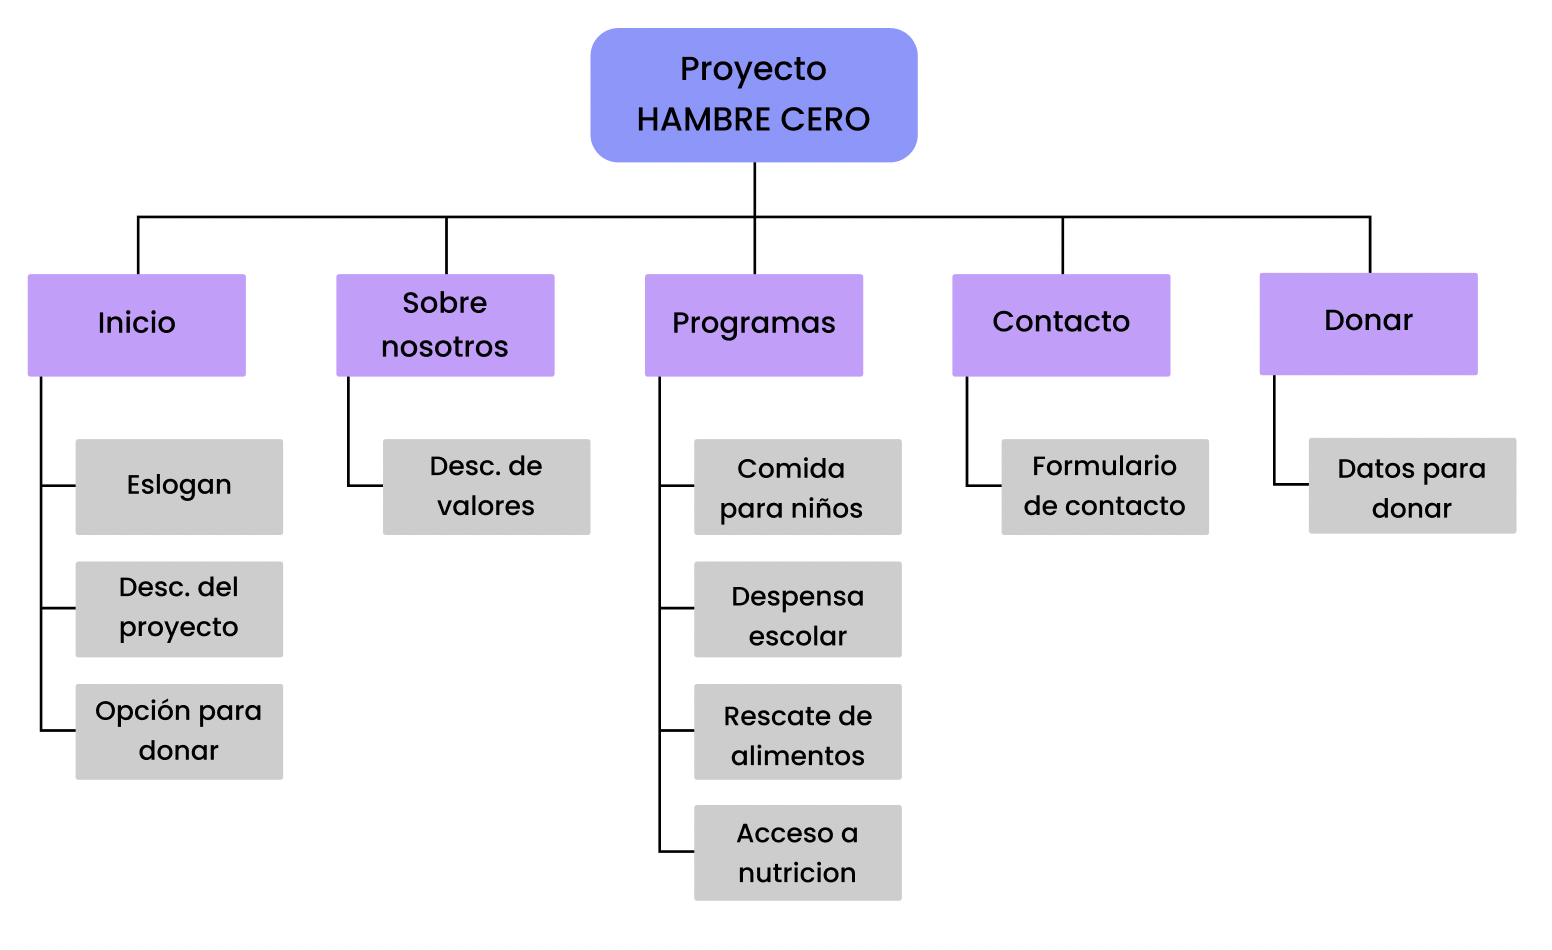 Proyecto
HAMBRE CERO
Inicio
Sobre
nosotros
Programas
Contacto
Donar
Eslogan
Desc. del
proyecto
Opción para
donar
Desc. de
valores
Comida
para niños
Despensa
escolar
Rescate de
alimentos
Acceso a
nutricion
Formulario
de contacto
Datos para
donar